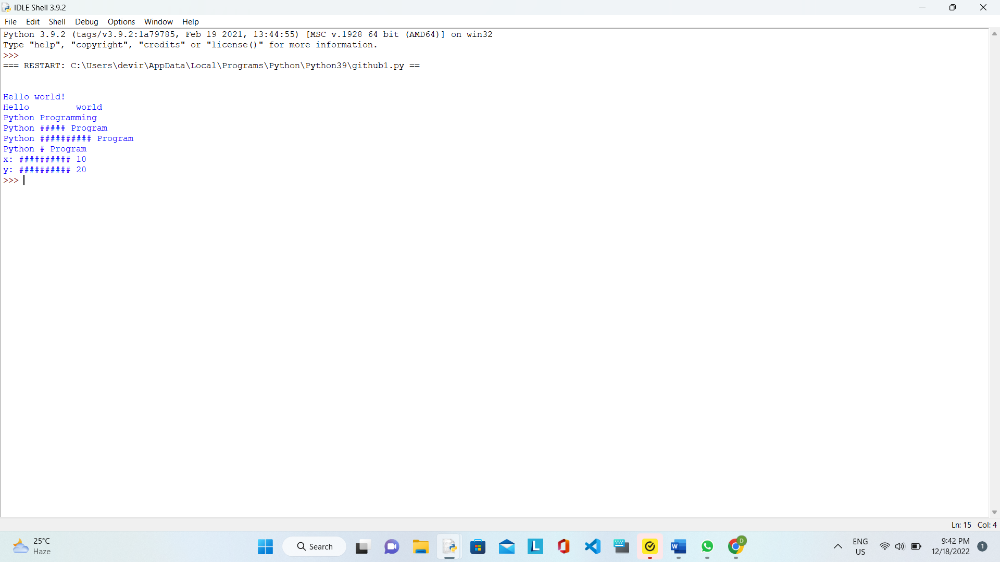 IDLE Shell 3.9.2
File Edit Shell Debug Options Window Help
Python 3.9.2 (tags/v3.9.2:1a79785, Feb 19 2021, 13:44:55) [MSC v.1928 64 bit (AMD64)] on win32
Type "help", "copyright", "credits" or "license()" for more information.
>>>
=== RESTART: C:\Users\devir\AppData\Local\Programs\Python\Python39\github1.py ==
Hello world!
Hello         world
Python Programming
Python ##### Program
Python ########## Program
Python # Program
x: ########## 10
y: ########## 20
>>>
Ln: 15 Col: 4
25°C
Haze
Search
L
W
D
ENG
US
9:42 PM
12/18/2022
1